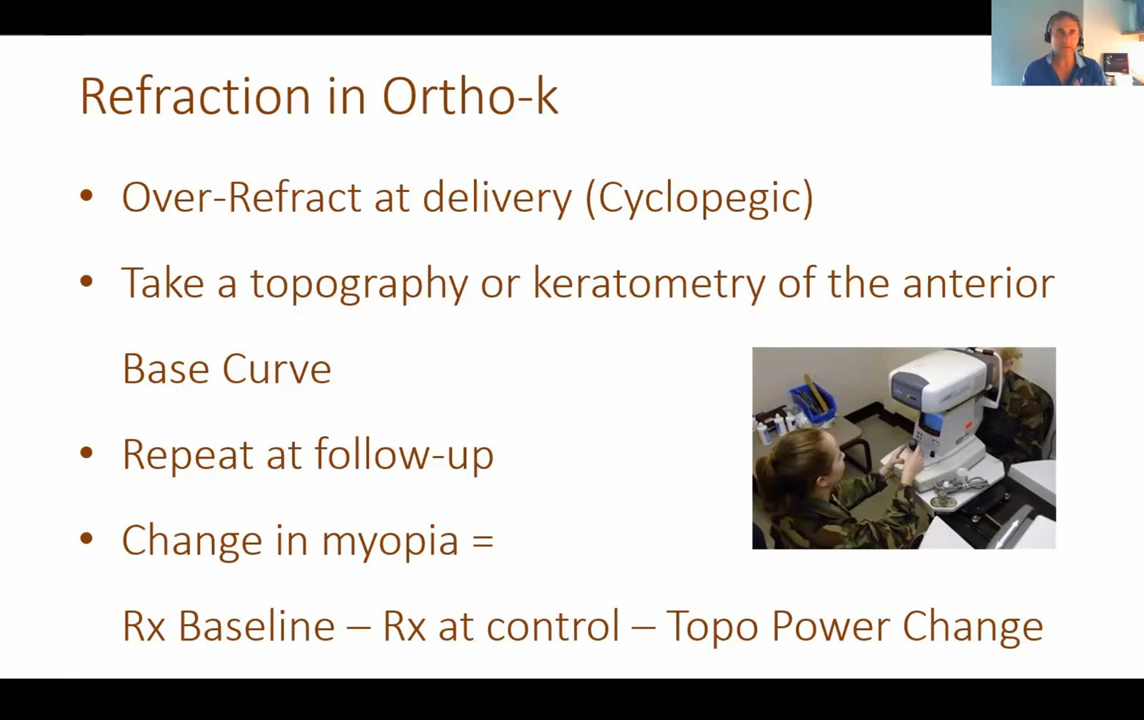 Refraction in Ortho-k
• Over-Refract at delivery (Cyclopegic)
• Take a topography or keratometry of the anterior
Base Curve
• Repeat at follow-up
• Change in myopia =
Rx Baseline – Rx at control – Topo Power Change